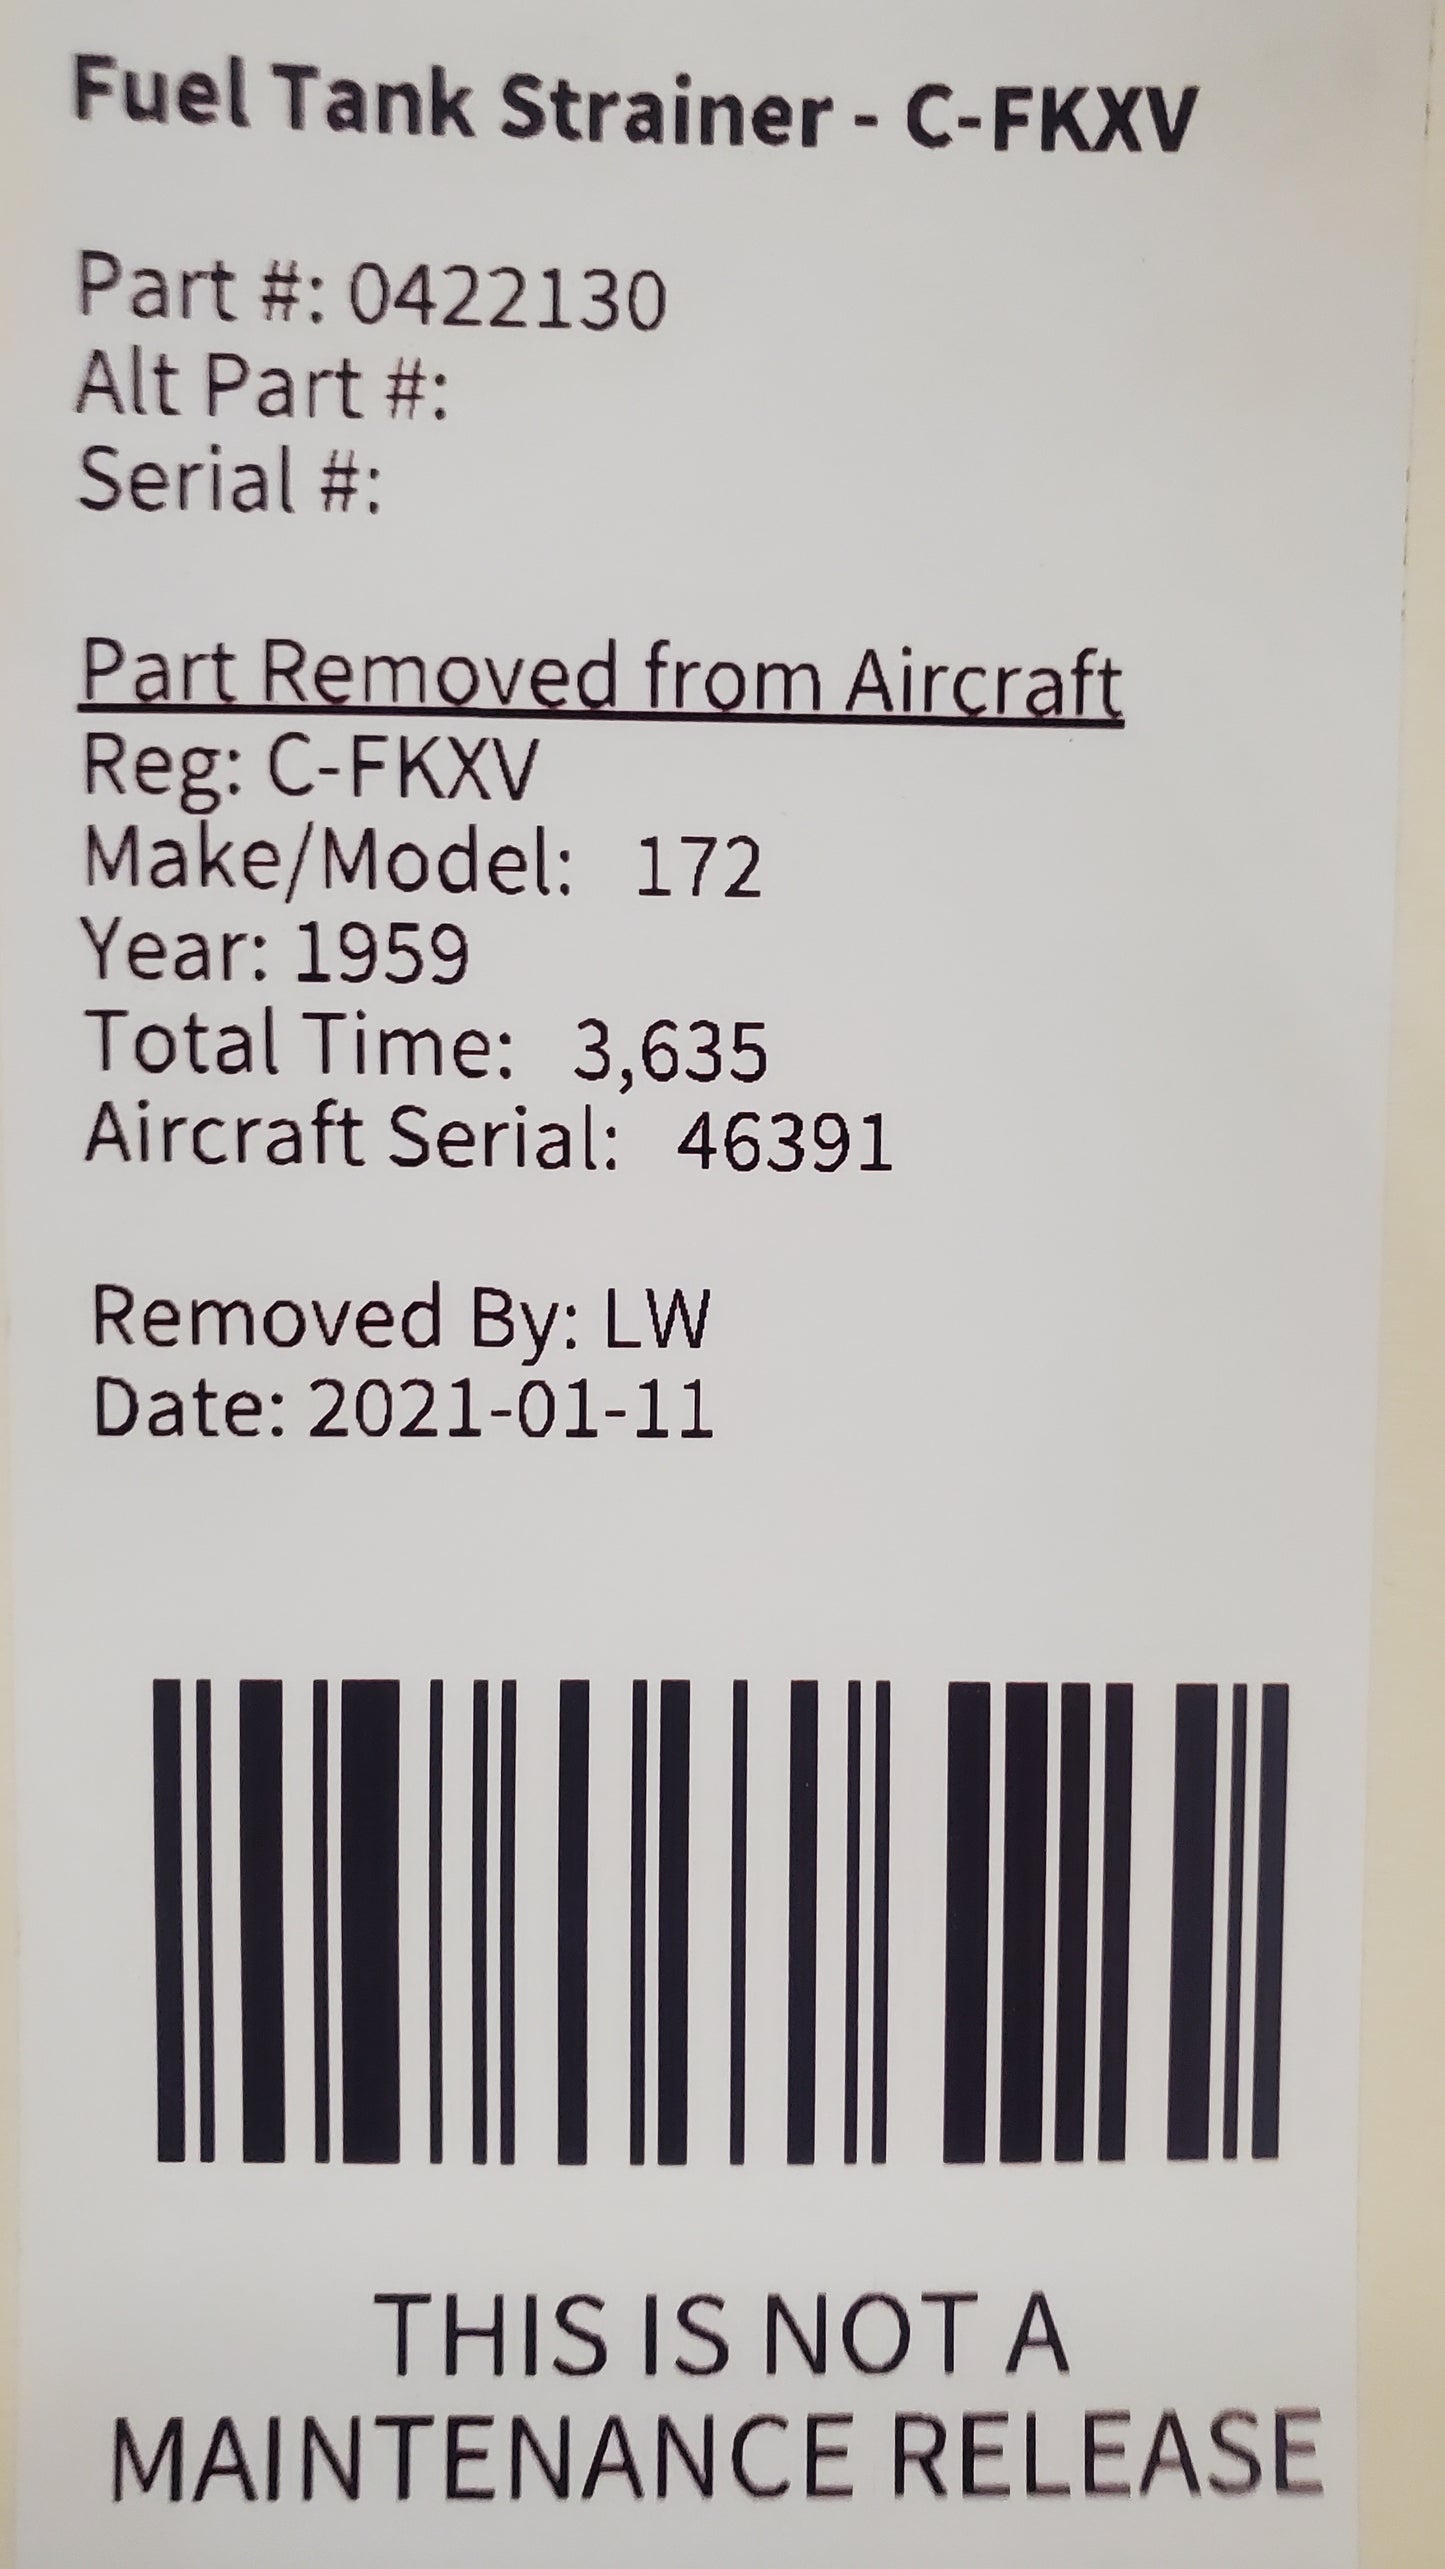 Fuel Tank Strainer - C-FKXV
Part #: 0422130
Alt Part #:
Serial #:
Part Removed from Aircraft
Reg: C-FKXV
Make/Model: 172
Year: 1959
Total Time: 3,635
Aircraft Serial: 46391
Removed By: LW
Date: 2021-01-11
THIS IS NOT A
MAINTENANCE RELEASE